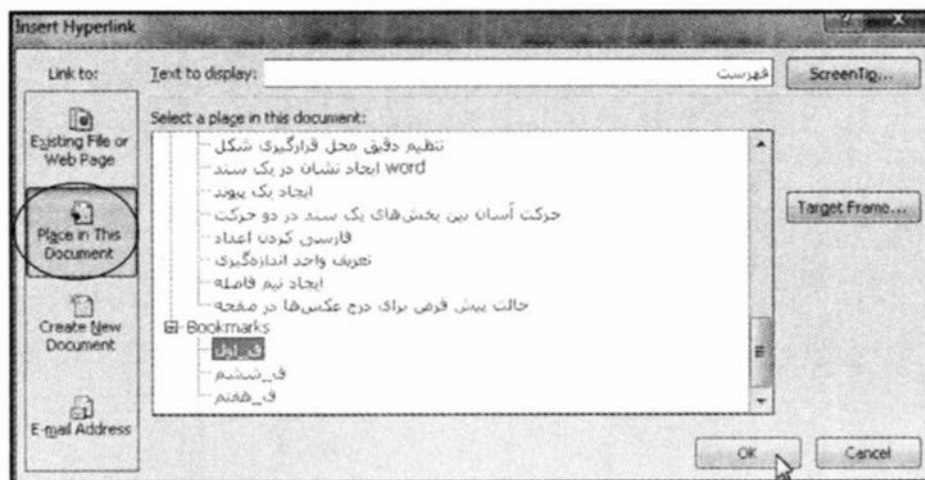 Insert Hyperlink
Link to:
Text to display:
فهرست
ScreenTip...
Existing File or Web Page
Place in This Document
Create New Document
E-mail Address
Select a place in this document:
تنظیم دقیق محل قرارگیری شکل
ایجاد نشان در یک سند word
ایجاد یک پیوند
حرکت آسان بین بخش‌های یک سند در دو حرکت
فارسی کردن اعداد
تعریف واحد اندازه‌گیری
ایجاد نیم فاصله
حالت پیش فرض برای درج عکس‌ها در صفحه
Bookmarks
ف_اول
ف_ششم
ف_هفتم
Target Frame...
OK
Cancel